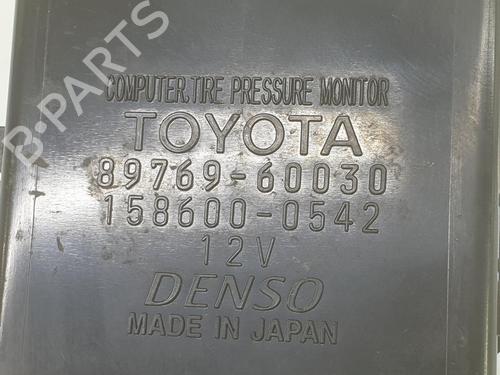 B-PARTS
COMPUTER.TIRE PRESSURE MONITOR
TOYOTA
89769-60030
158600-0542
12V
DENSO
MADE IN JAPAN